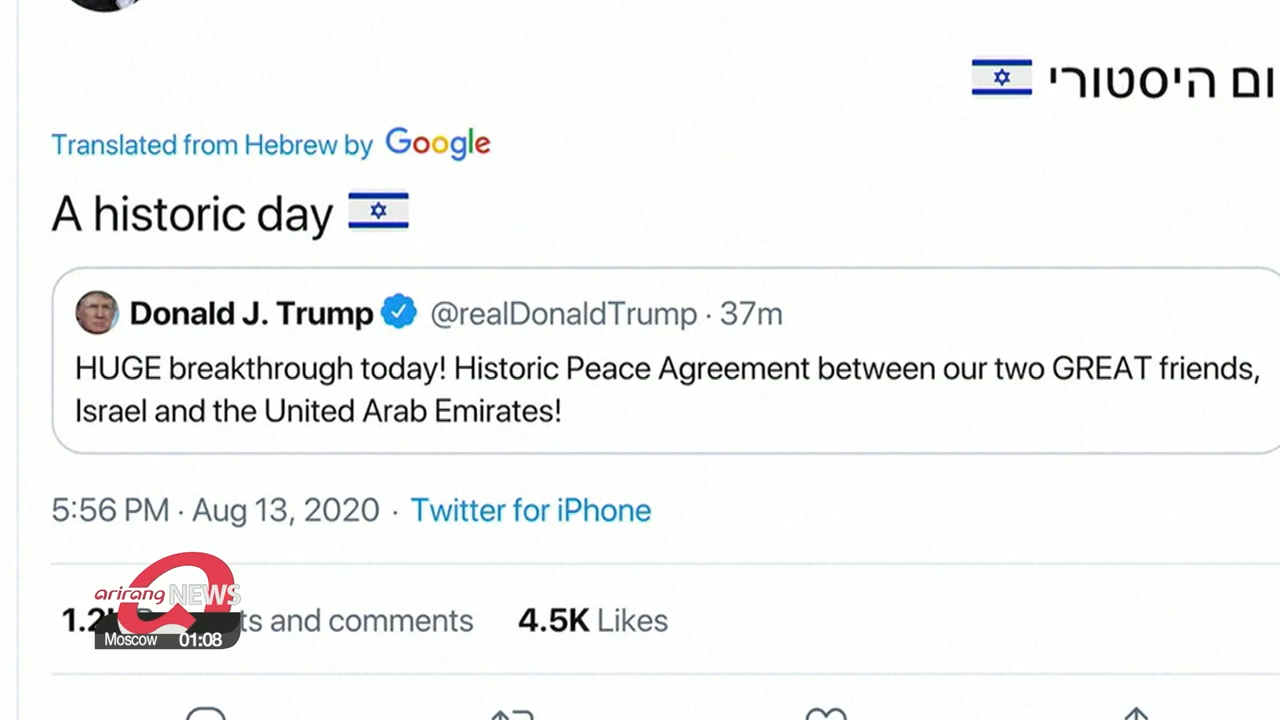 ום היסטורי
Translated from Hebrew by Google
A historic day
Donald J. Trump @realDonaldTrump · 37m
HUGE breakthrough today! Historic Peace Agreement between our two GREAT friends,
Israel and the United Arab Emirates!
5:56 PM · Aug 13, 2020 · Twitter for iPhone
and comments 4.5K Likes
arirang NEWS
Moscow 01:08